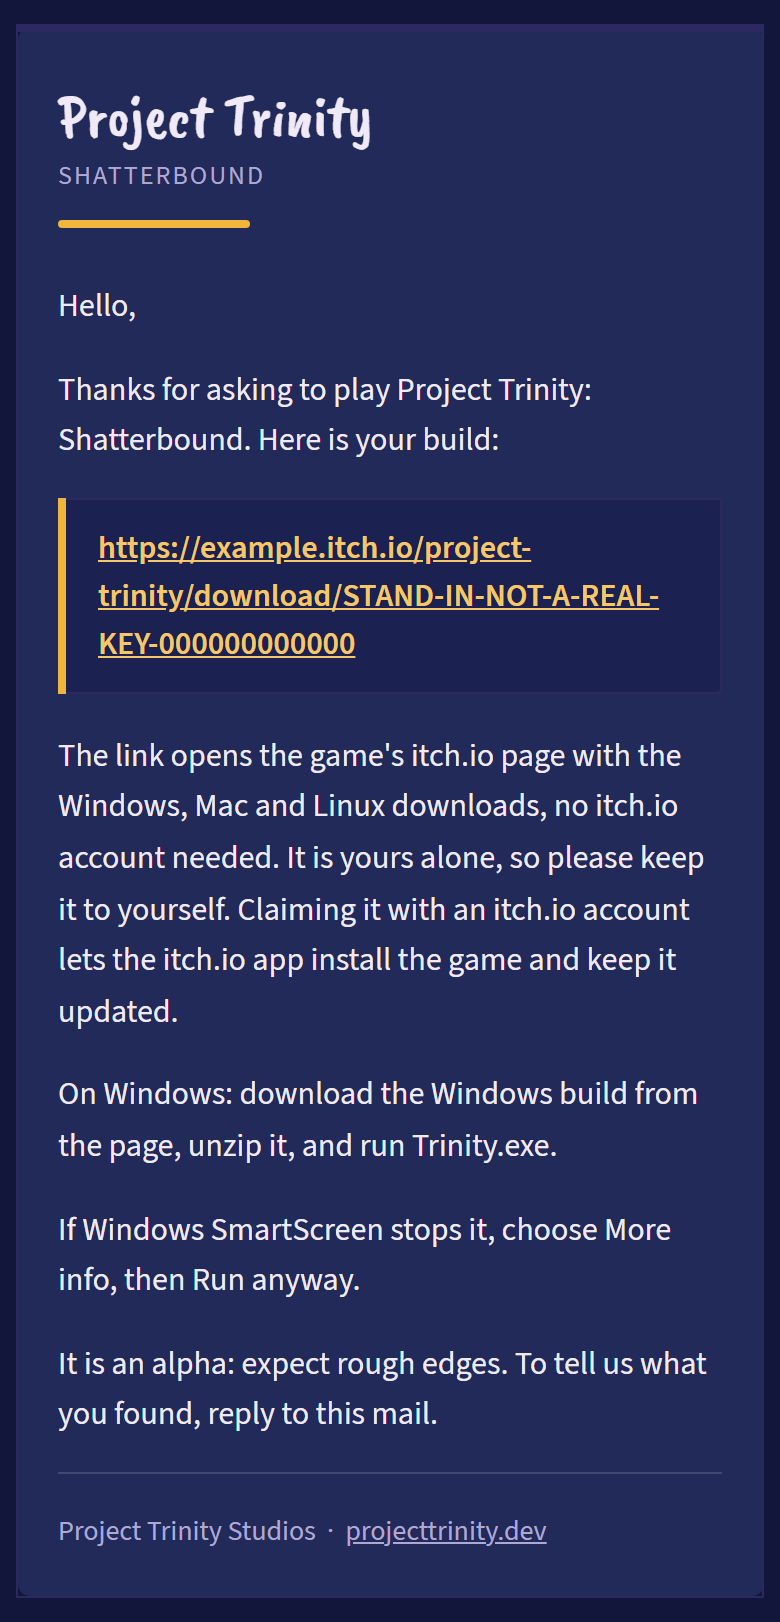 Project Trinity
SHATTERBOUND
Hello,
Thanks for asking to play Project Trinity:
Shatterbound. Here is your build:
https://example.itch.io/project-
trinity/download/STAND-IN-NOT-A-REAL-
KEY-000000000000
The link opens the game's itch.io page with the
Windows, Mac and Linux downloads, no itch.io
account needed. It is yours alone, so please keep
it to yourself. Claiming it with an itch.io account
lets the itch.io app install the game and keep it
updated.
On Windows: download the Windows build from
the page, unzip it, and run Trinity.exe.
If Windows SmartScreen stops it, choose More
info, then Run anyway.
It is an alpha: expect rough edges. To tell us what
you found, reply to this mail.
Project Trinity Studios · projecttrinity.dev